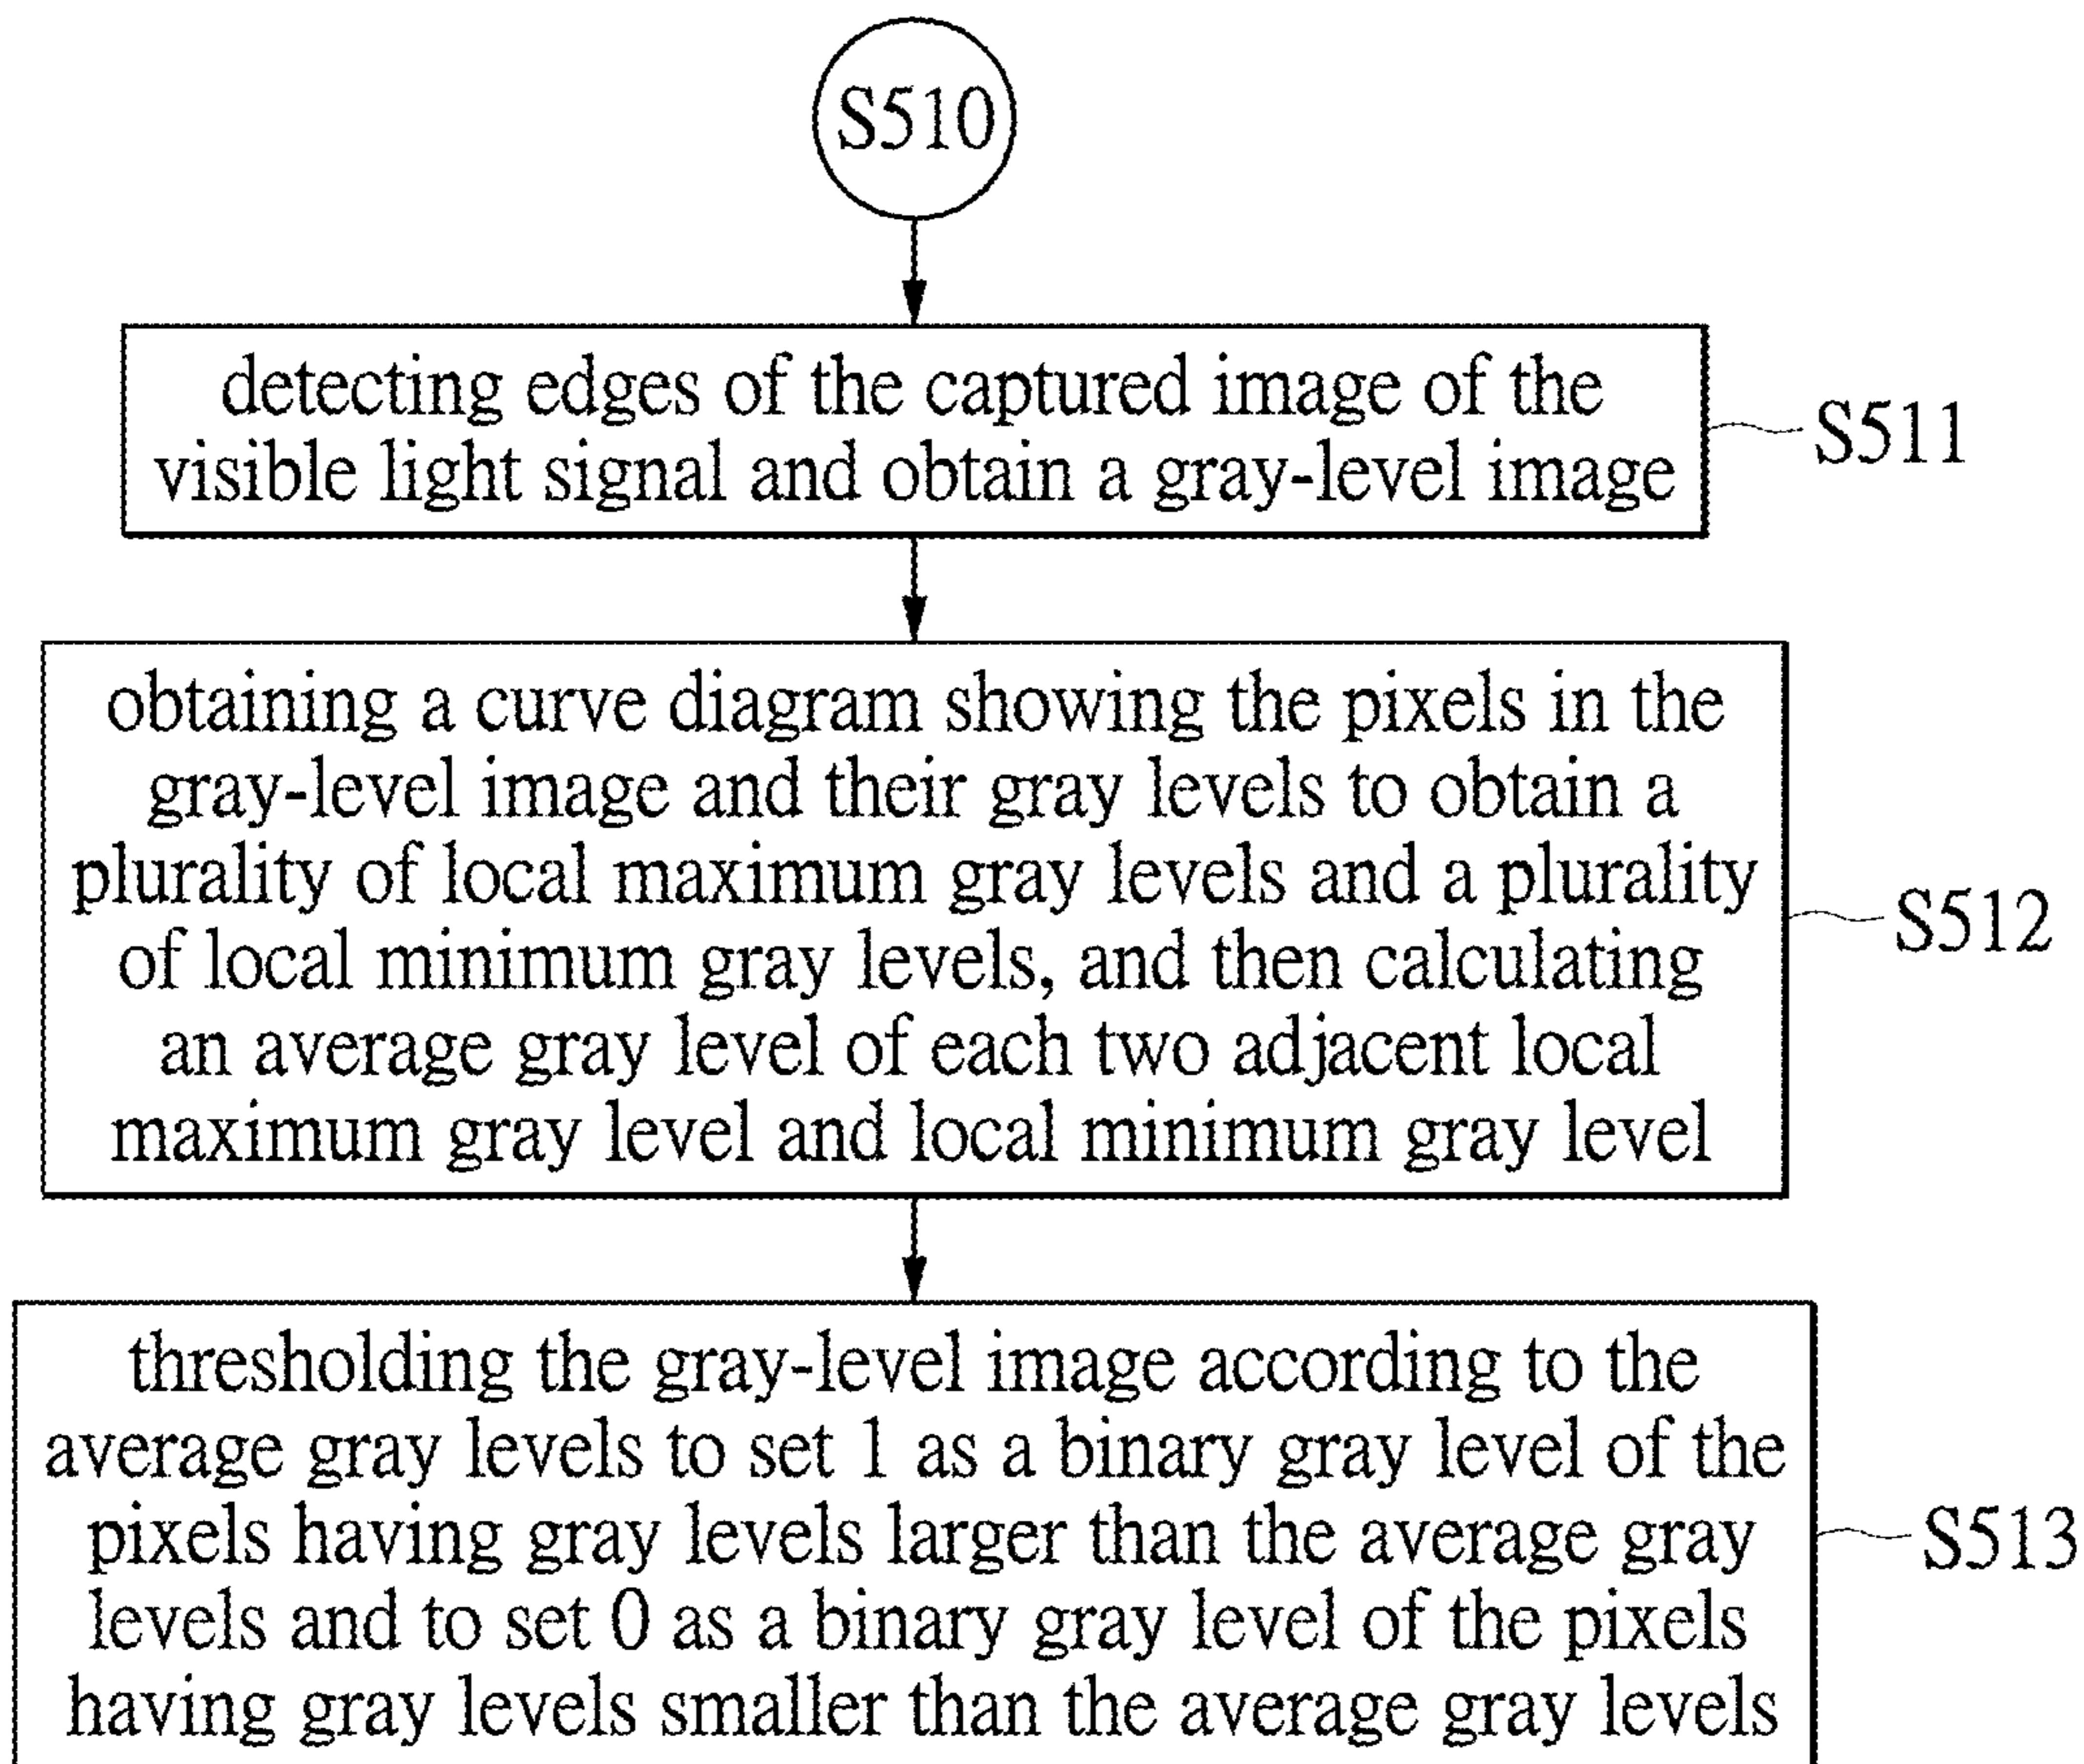 S510
detecting edges of the captured image of the
visible light signal and obtain a gray-level image
S511
obtaining a curve diagram showing the pixels in the
gray-level image and their gray levels to obtain a
plurality of local maximum gray levels and a plurality
of local minimum gray levels, and then calculating
an average gray level of each two adjacent local
maximum gray level and local minimum gray level
S512
thresholding the gray-level image according to the
average gray levels to set 1 as a binary gray level of the
pixels having gray levels larger than the average gray
levels and to set 0 as a binary gray level of the pixels
having gray levels smaller than the average gray levels
S513